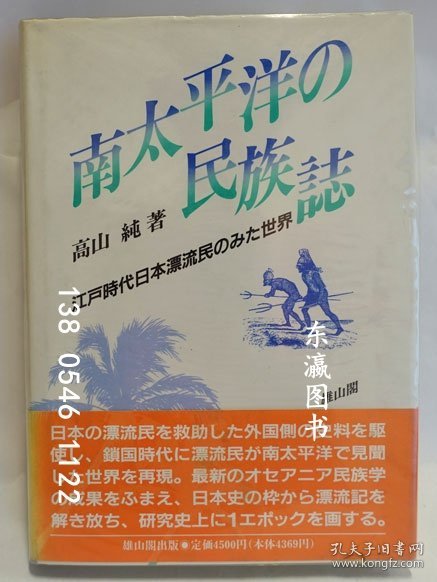 南太平洋の
民族誌
高山 純 著
江戸時代日本漂流民のみた世界
138 0546 1122
东瀛图书
雄山閣
日本の漂流民を救助した外国側の史料を駆
使し、鎖国時代に漂流民が南太平洋で見聞
した世界を再現。最新のオセアニア民族学
の成果をふまえ、日本史の枠から漂流記を
解き放ち、研究史上に1エポックを画する。
雄山閣出版●定価4500円(本体4369円)
孔夫子旧书网
www.kongfz.com